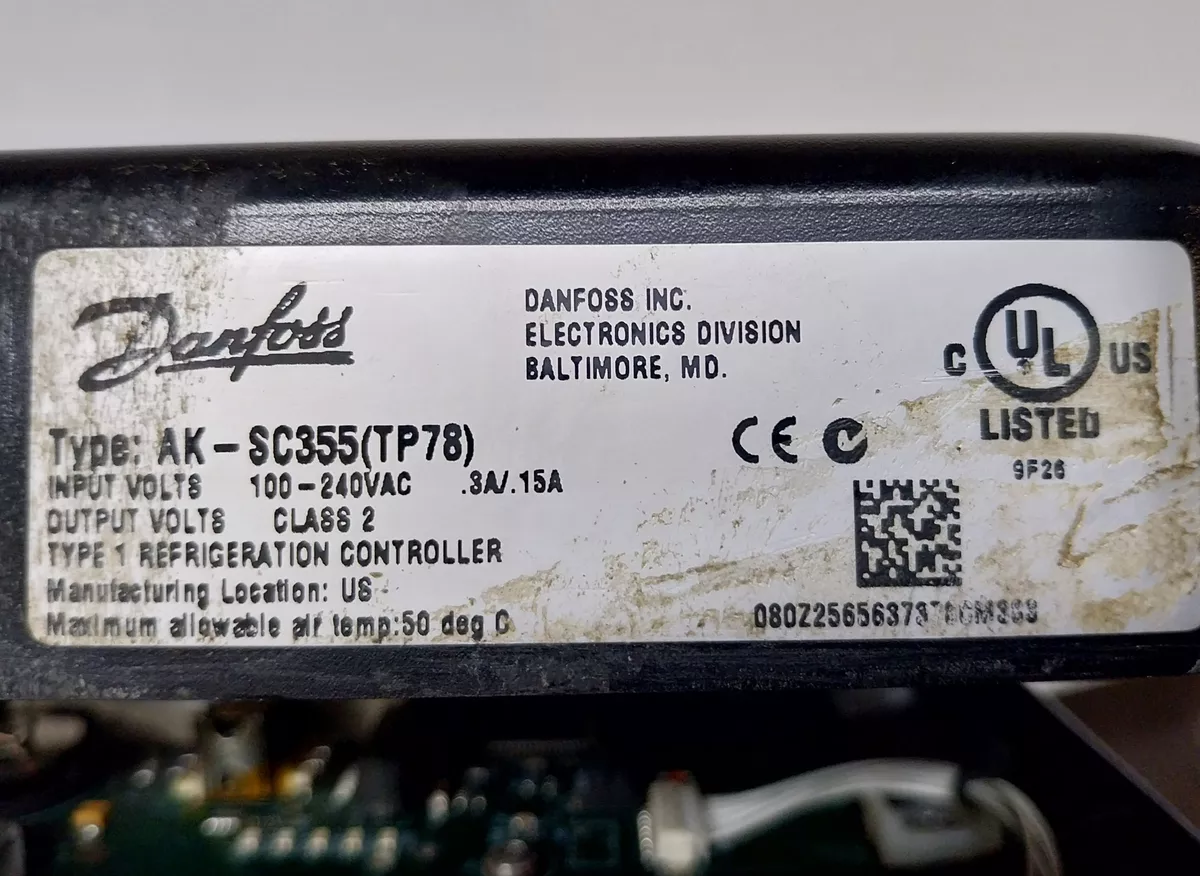 Danfoss
DANFOSS INC.
ELECTRONICS DIVISION
BALTIMORE, MD.
C UL US
LISTED
9F26
CE
Type: AK-SC355(TP78)
INPUT VOLTS 100-240VAC .3A/.15A
OUTPUT VOLTS CLASS 2
TYPE 1 REFRIGERATION CONTROLLER
Manufacturing Location: US
Maximum allowable air temp:50 deg C